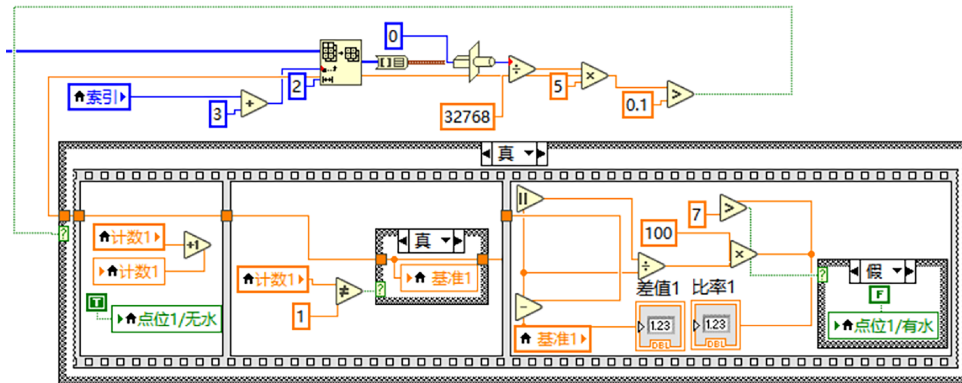 0
索引
2
3
+
÷
×
>
32768
5
0.1
真
?
计数1
+1
计数1
T
点位1/无水
计数1
1
≠
真
?
基准1
||
7
>
100
÷
×
-
差值1
比率1
1.23
DBL
1.23
DBL
基准1
?
假
F
点位1/有水